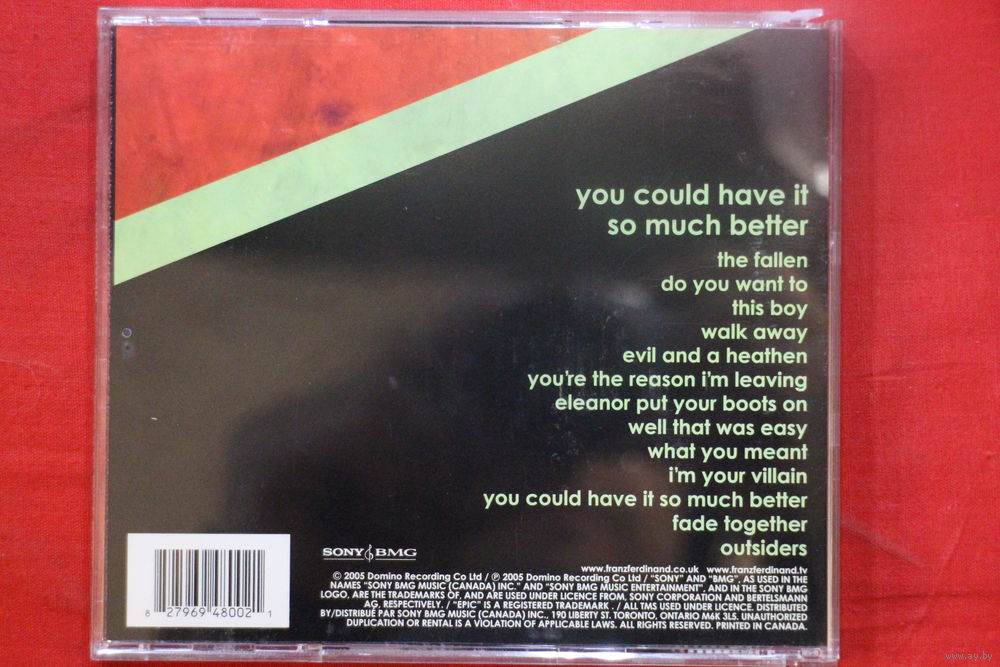 you could have it
so much better
the fallen
do you want to
this boy
walk away
evil and a heathen
you're the reason i'm leaving
eleanor put your boots on
well that was easy
what you meant
i'm your villain
you could have it so much better
fade together
outsiders
SONY BMG
www.franzferdinand.co.uk www.franzferdinand.tv
© 2005 Domino Recording Co Ltd / ℗ 2005 Domino Recording Co Ltd / "SONY" AND "BMG", AS USED IN THE
NAMES "SONY BMG MUSIC (CANADA) INC." AND "SONY BMG MUSIC ENTERTAINMENT", AND IN THE SONY BMG
LOGO, ARE THE TRADEMARKS OF, AND ARE USED UNDER LICENCE FROM, SONY CORPORATION AND BERTELSMANN
AG, RESPECTIVELY. / "EPIC" IS A REGISTERED TRADEMARK . / ALL TMS USED UNDER LICENCE. DISTRIBUTED
BY/DISTRIBUÉ PAR SONY BMG MUSIC (CANADA) INC., 190 LIBERTY ST. TORONTO, ONTARIO M6K 3L5. UNAUTHORIZED
DUPLICATION OR RENTAL IS A VIOLATION OF APPLICABLE LAWS. ALL RIGHTS RESERVED. PRINTED IN CANADA.
8 27969 48002 1
www.ay.by